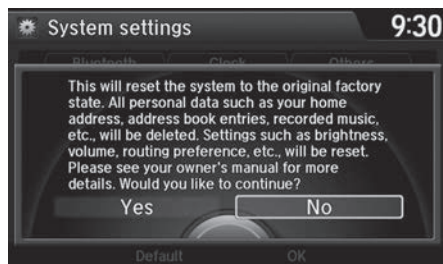 System settings
9:30
Bluetooth Clock Others
This will reset the system to the original factory
state. All personal data such as your home
address, address book entries, recorded music,
etc., will be deleted. Settings such as brightness,
volume, routing preference, etc., will be reset.
Please see your owner's manual for more
details. Would you like to continue?
Yes No
Default OK